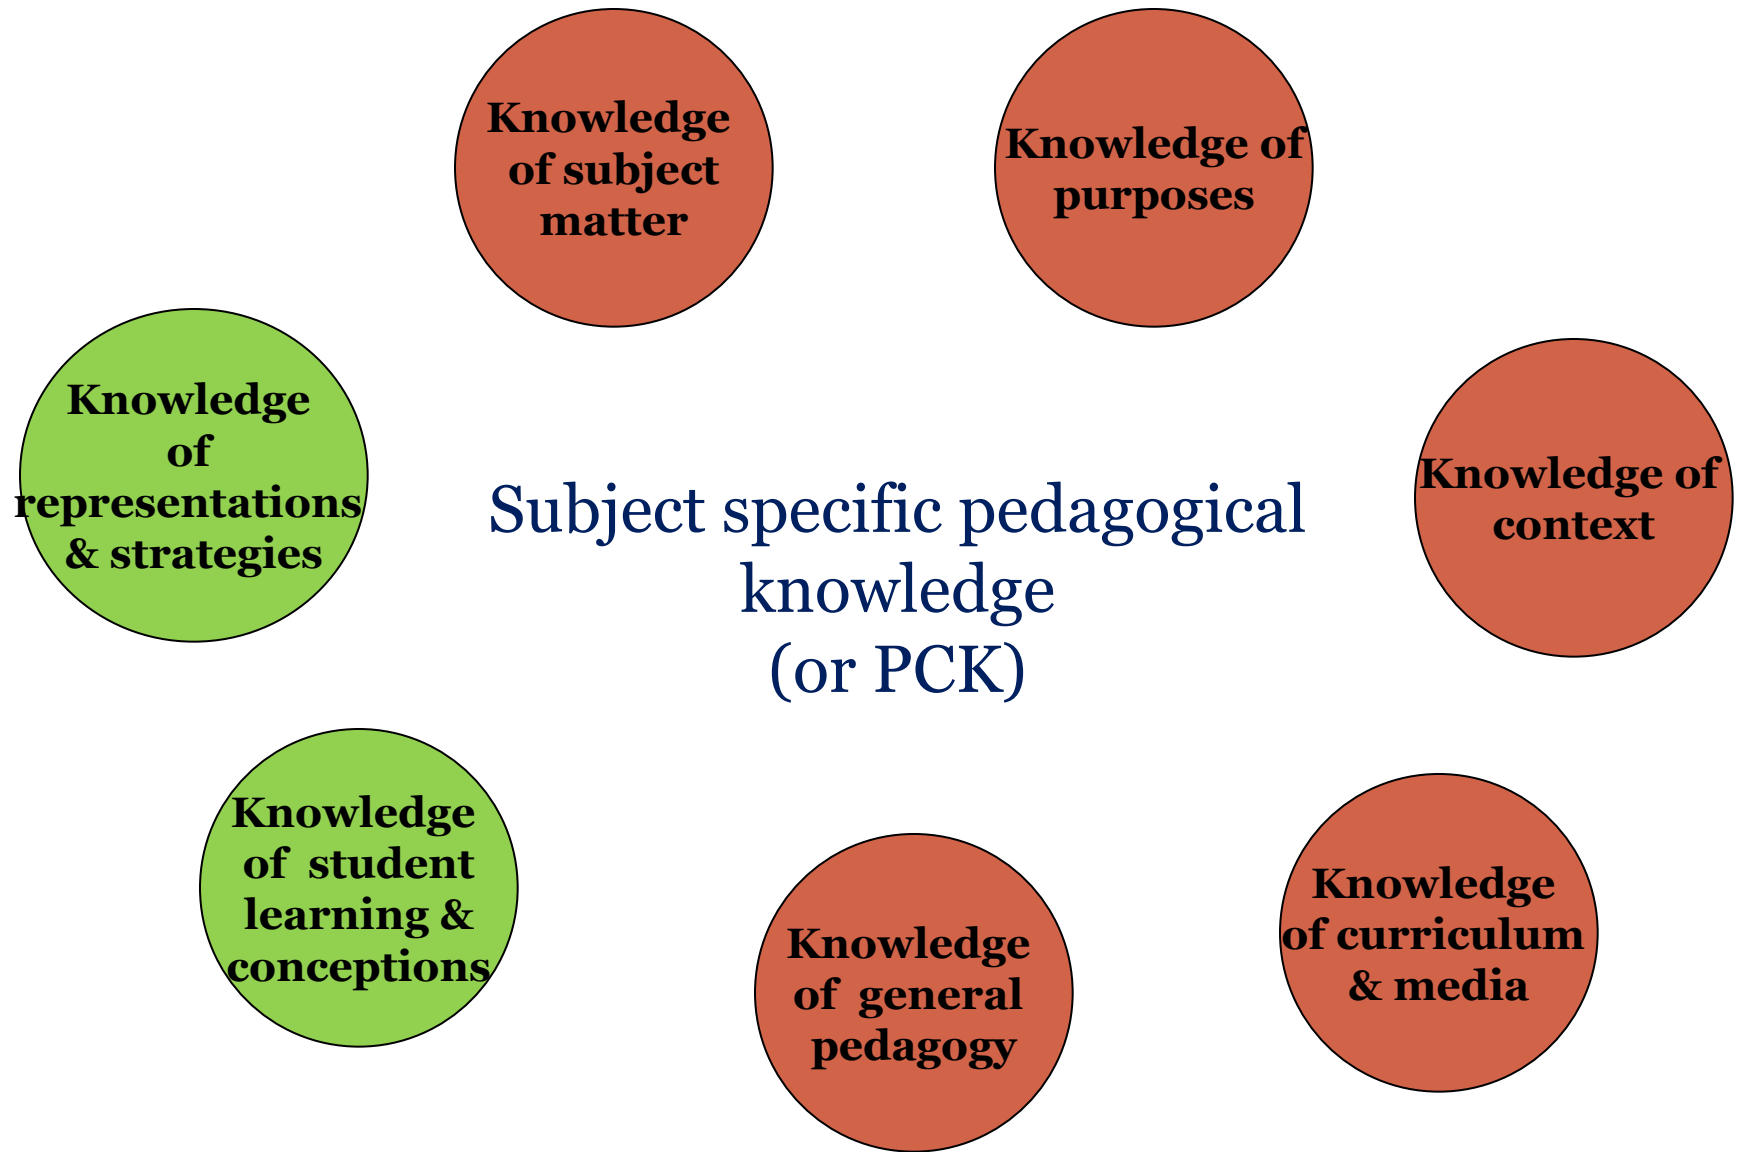 Knowledge
of subject
matter
Knowledge of
purposes
Knowledge
of
representations
& strategies
Knowledge of
context
Subject specific pedagogical
knowledge
(or PCK)
Knowledge
of student
learning &
conceptions
Knowledge
of general
pedagogy
Knowledge
of curriculum
& media